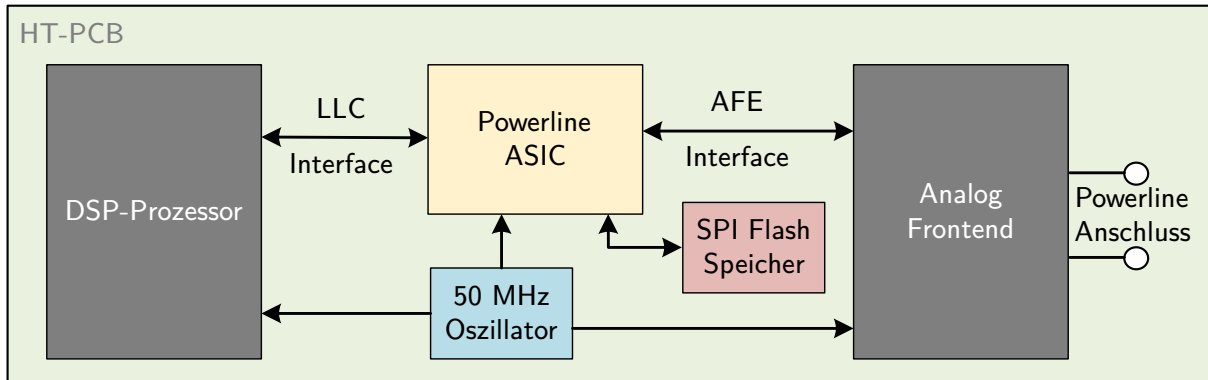 HT-PCB
DSP-Prozessor
LLC
Interface
Powerline
ASIC
AFE
Interface
SPI Flash
Speicher
50 MHz
Oszillator
Analog
Frontend
Powerline
Anschluss